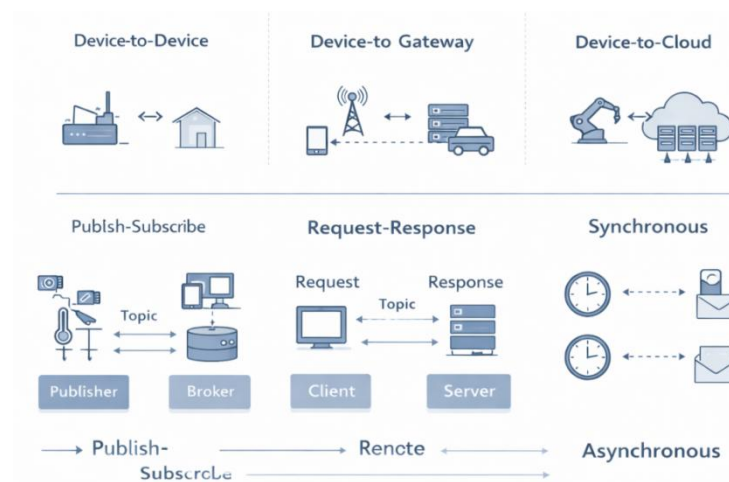 Device-to-Device
Device-to Gateway
Device-to-Cloud
Publsh-Subscribe
Request-Response
Synchronous
Request
Response
Topic
Topic
Publisher
Broker
Client
Server
Publish-
Rencte
Asynchronous
Subscrcbe